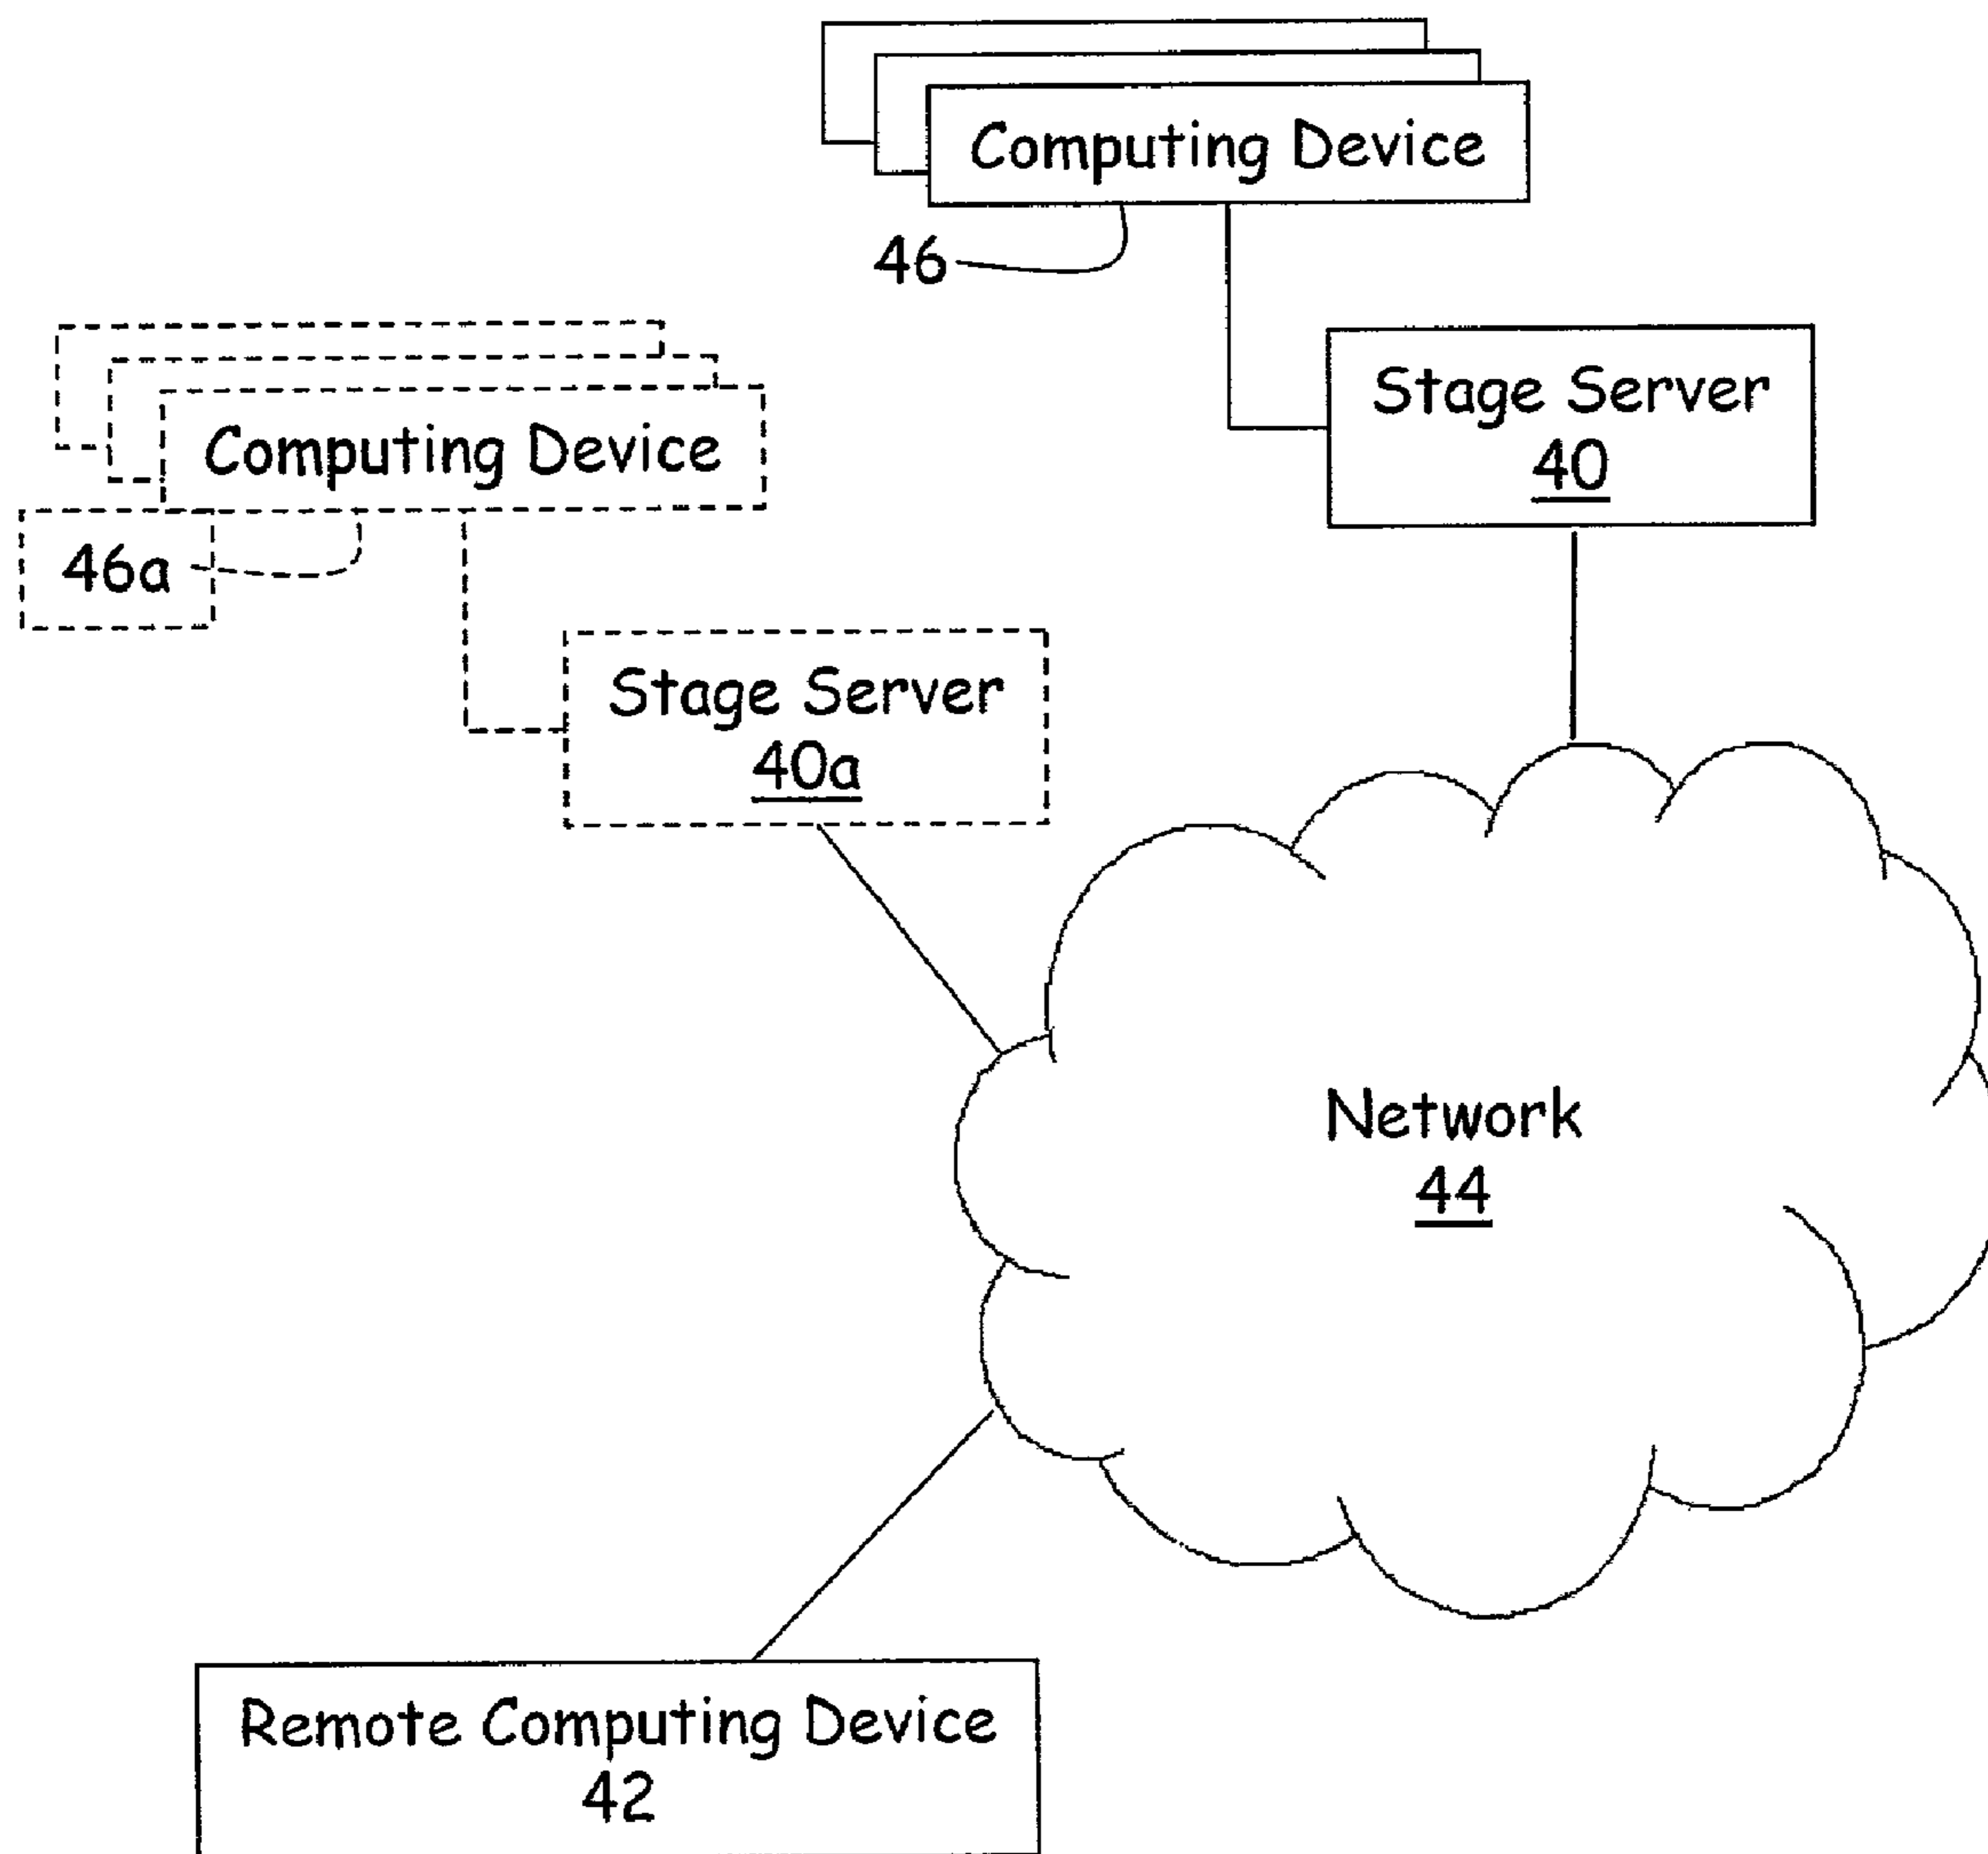 Computing Device
46
Stage Server
40
Computing Device
46a
Stage Server
40a
Network
44
Remote Computing Device
42